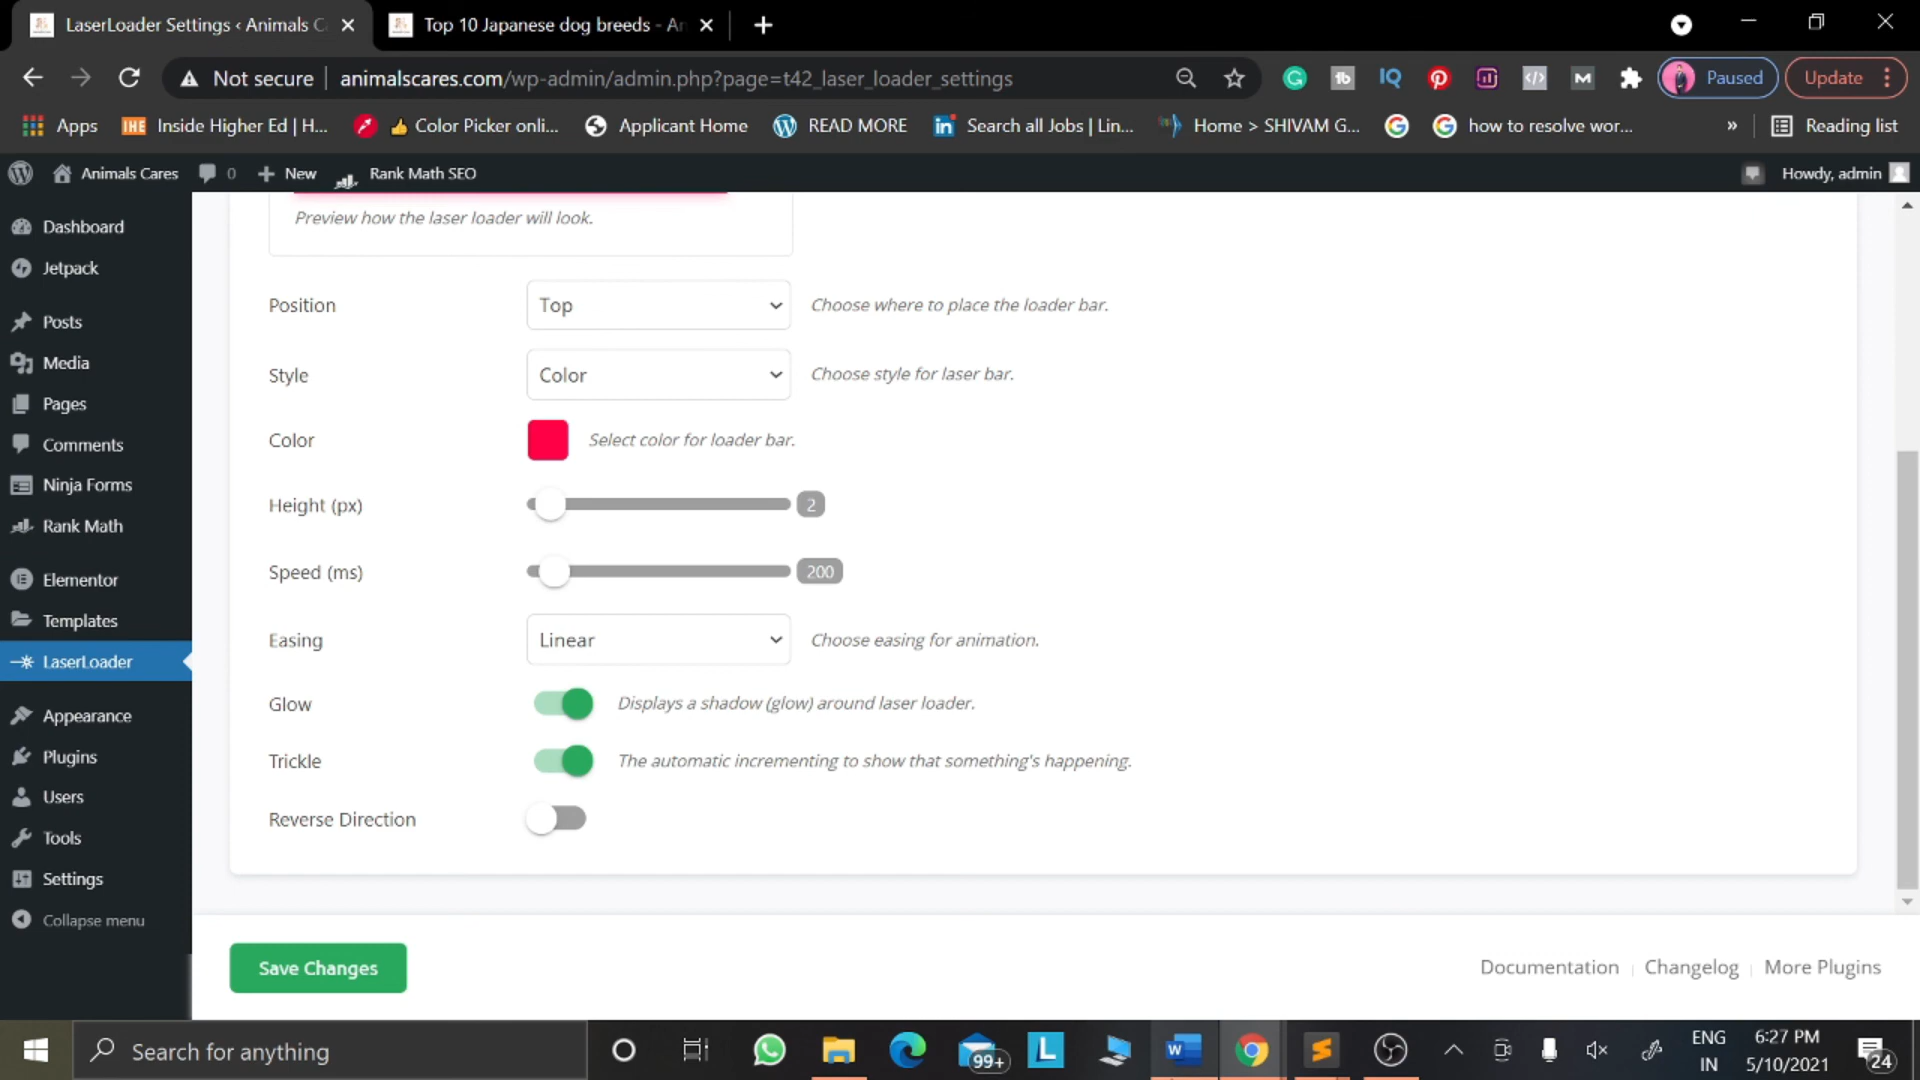 LaserLoader Settings ‹ Animals C
Top 10 Japanese dog breeds - An
Not secure animalscares.com/wp-admin/admin.php?page=t42_laser_loader_settings
Paused
Update
Apps
IHE Inside Higher Ed | H...
👍 Color Picker onli...
Applicant Home
READ MORE
Search all Jobs | Lin...
Home > SHIVAM G...
how to resolve wor...
»
Reading list
Animals Cares
0
New
Rank Math SEO
Howdy, admin
Dashboard
Jetpack
Posts
Media
Pages
Comments
Ninja Forms
Rank Math
Elementor
Templates
LaserLoader
Appearance
Plugins
Users
Tools
Settings
Collapse menu
Preview how the laser loader will look.
Position Top Choose where to place the loader bar.
Style Color Choose style for laser bar.
Color Select color for loader bar.
Height (px) 2
Speed (ms) 200
Easing Linear Choose easing for animation.
Glow Displays a shadow (glow) around laser loader.
Trickle The automatic incrementing to show that something's happening.
Reverse Direction
Save Changes
Documentation Changelog More Plugins
Search for anything
99+
L
ENG
IN
6:27 PM
5/10/2021
24